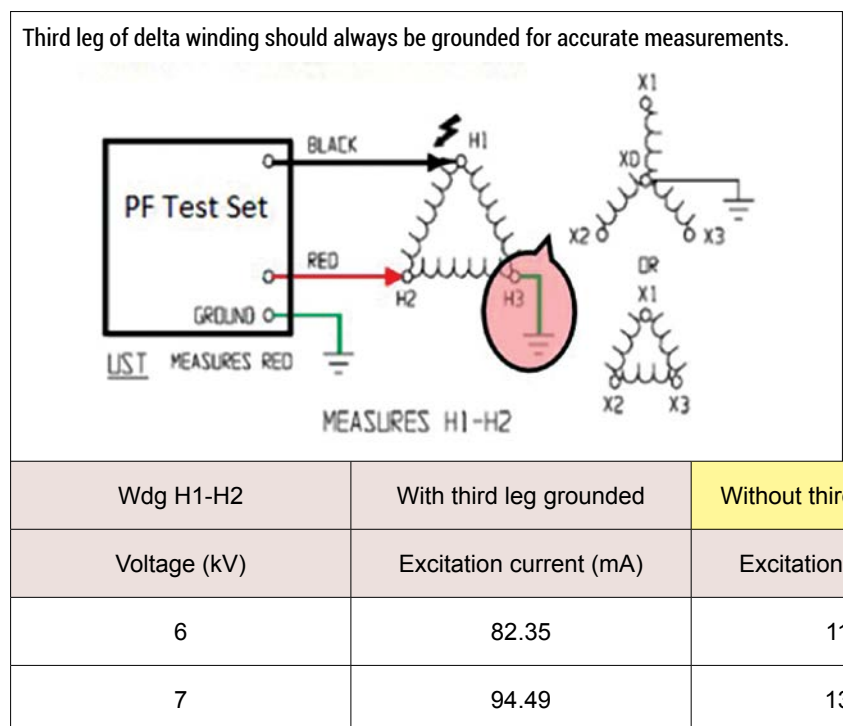 Third leg of delta winding should always be grounded for accurate measurements.
X1
BLACK
H1
PF Test Set
XO
X2
X3
RED
OR
H2
H3
X1
GROUND
UST MEASURES RED
X2
X3
MEASURES H1-H2
Wdg H1-H2
With third leg grounded
Without
Voltage (kV)
Excitation current (mA)
Excitation
6
82.35
7
94.49